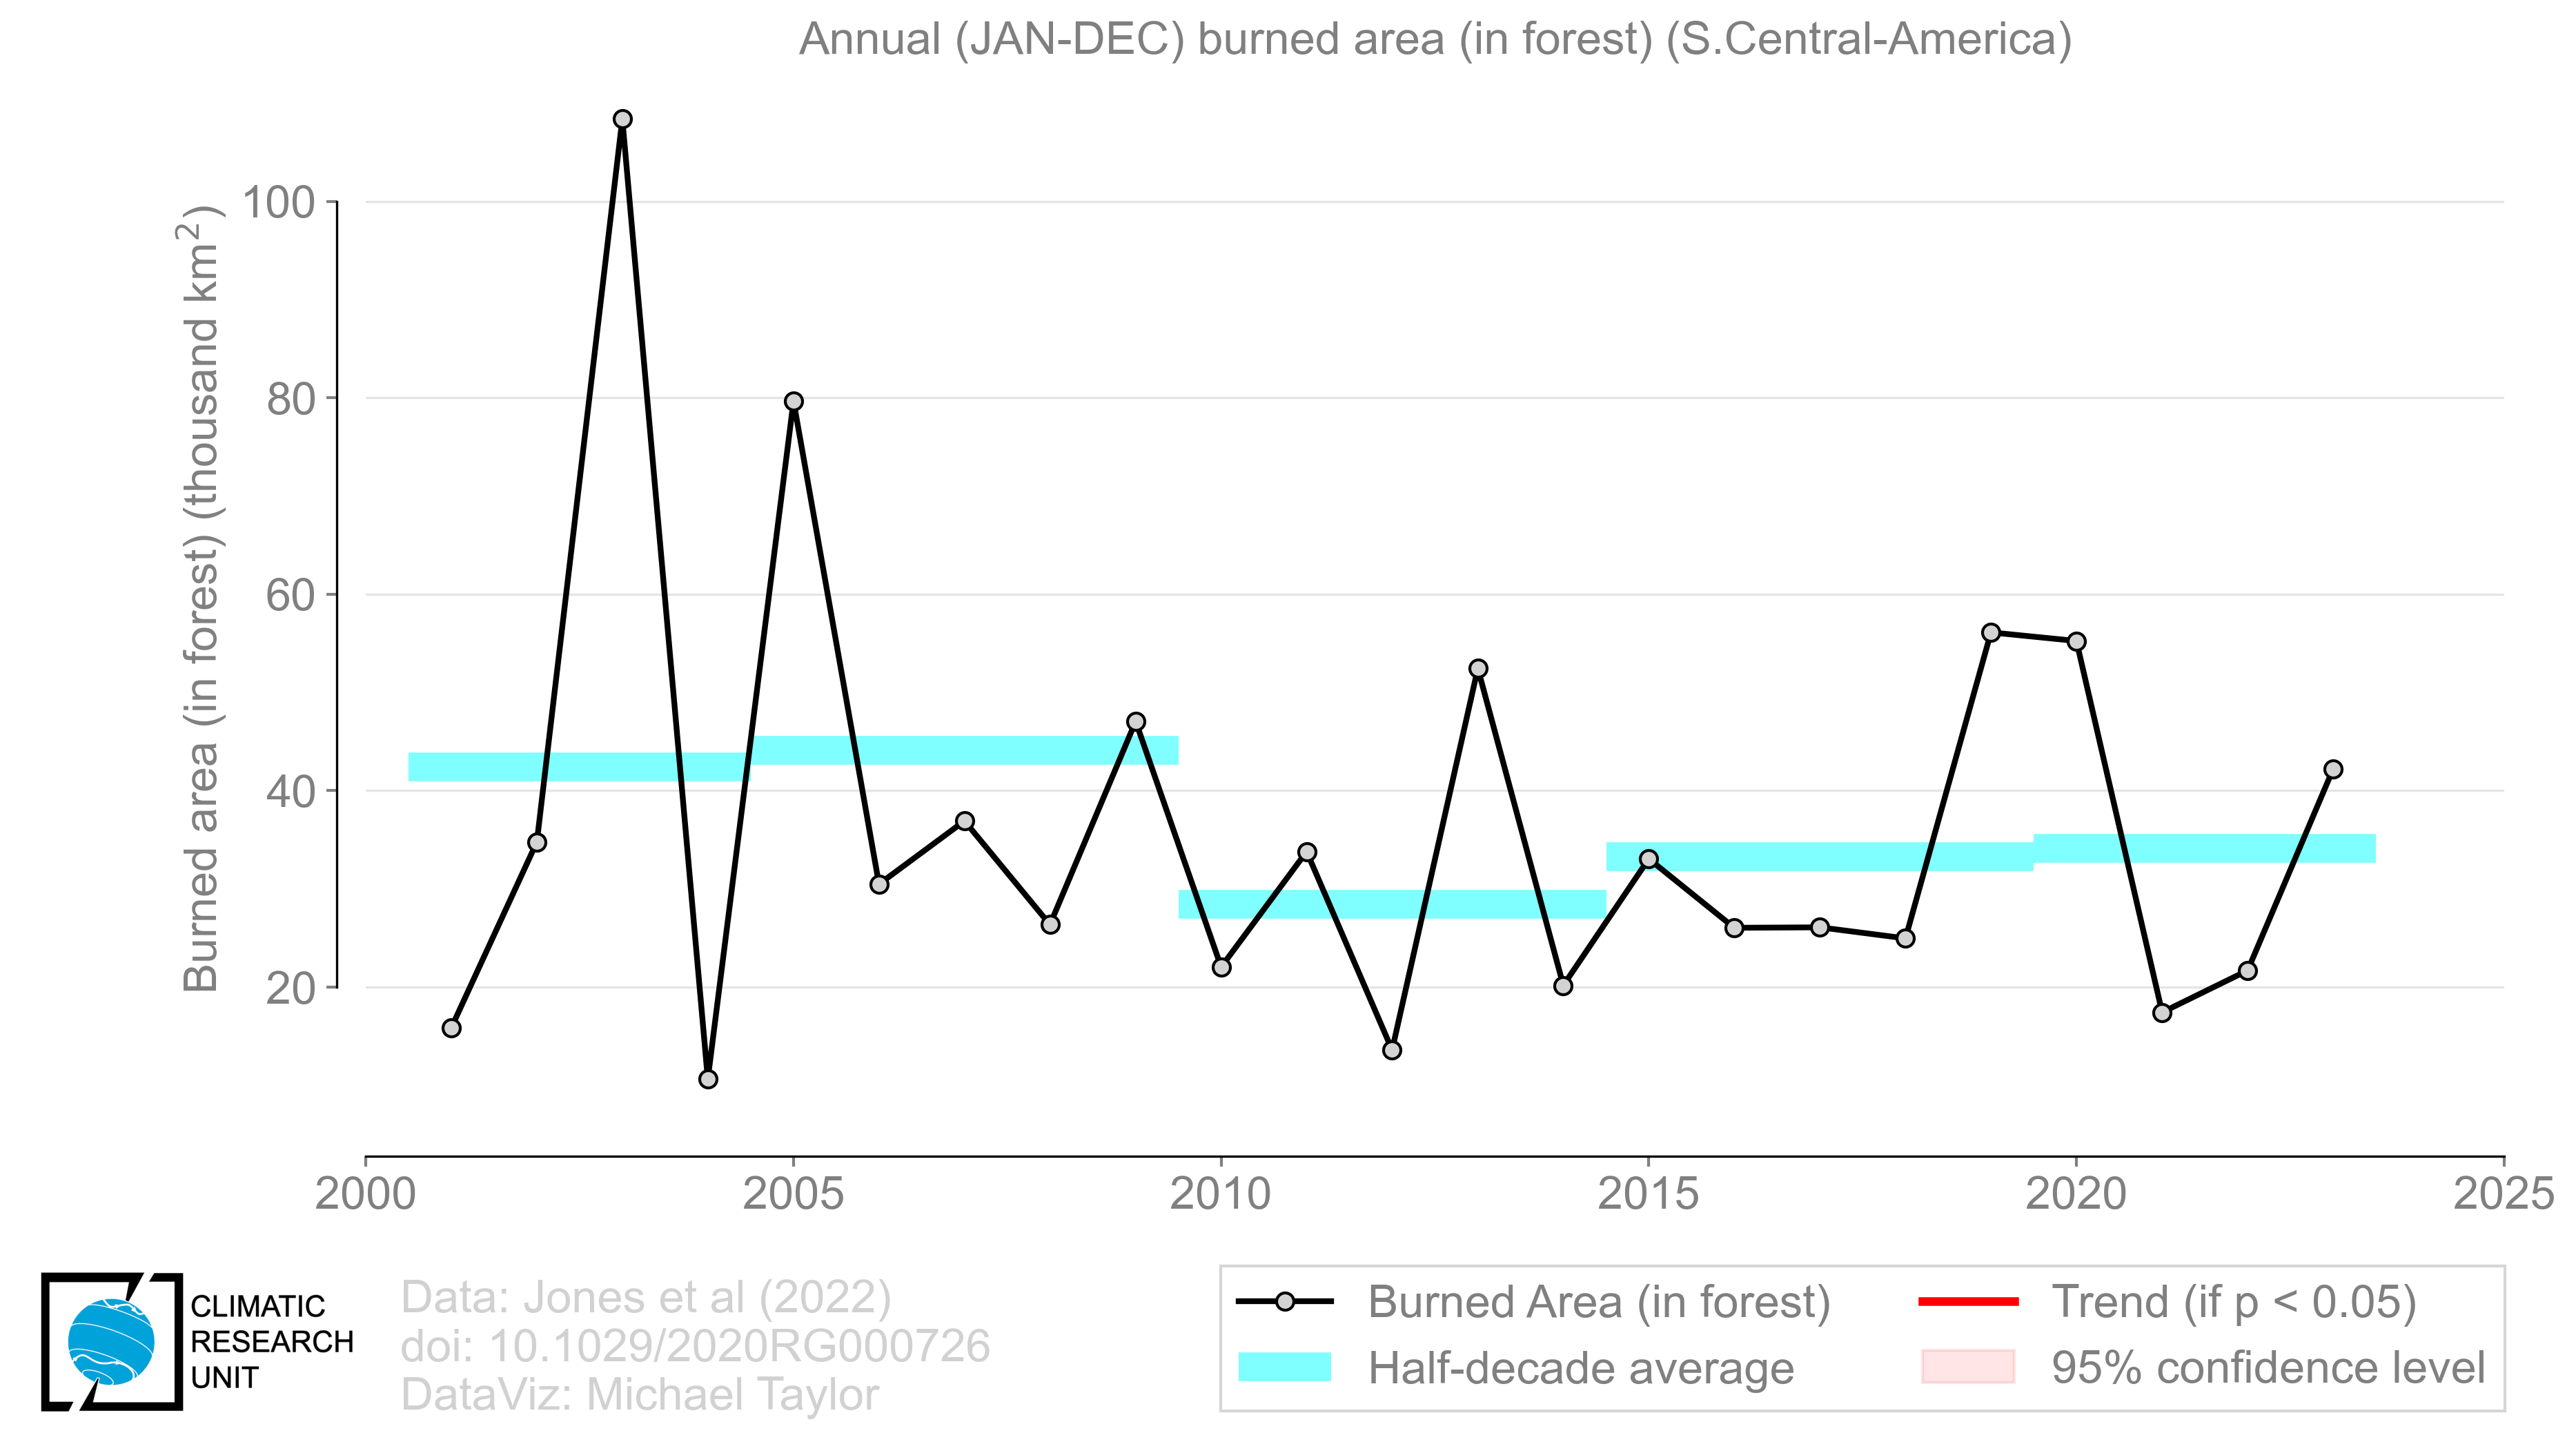 Annual (JAN-DEC) burned area (in forest) (S.Central-America)
Burned area (in forest) (thousand km²)
100
80
60
40
20
2000
2005
2010
2015
2020
2025
CLIMATIC
RESEARCH
UNIT
Data: Jones et al (2022)
doi: 10.1029/2020RG000726
DataViz: Michael Taylor
Burned Area (in forest)
Half-decade average
Trend (if p < 0.05)
95% confidence level